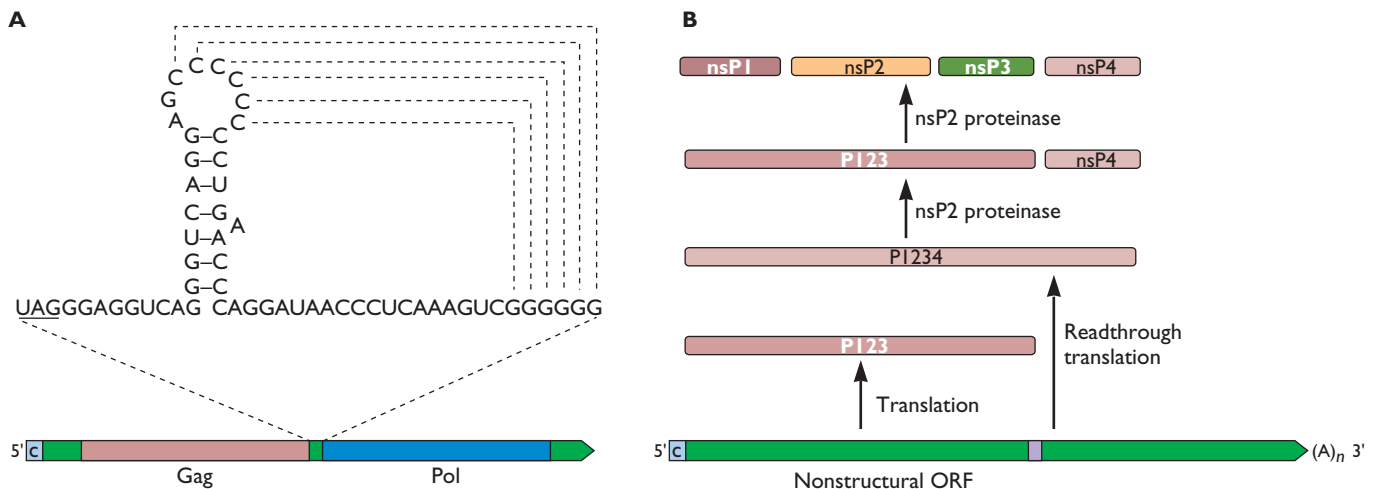 A
C C C
C C
G C
A C
G–C
G C
A–U
C G
A
U–A
G C
G C
UAGGGAGGUCAG CAGGAUAACCCUCAAAGUCGGGGGG
5' C
Gag Pol
B
nsP1 nsP2 nsP3 nsP4
nsP2 proteinase
P123 nsP4
nsP2 proteinase
P1234
Readthrough
translation
P123
Translation
5' C (A)n 3'
Nonstructural ORF